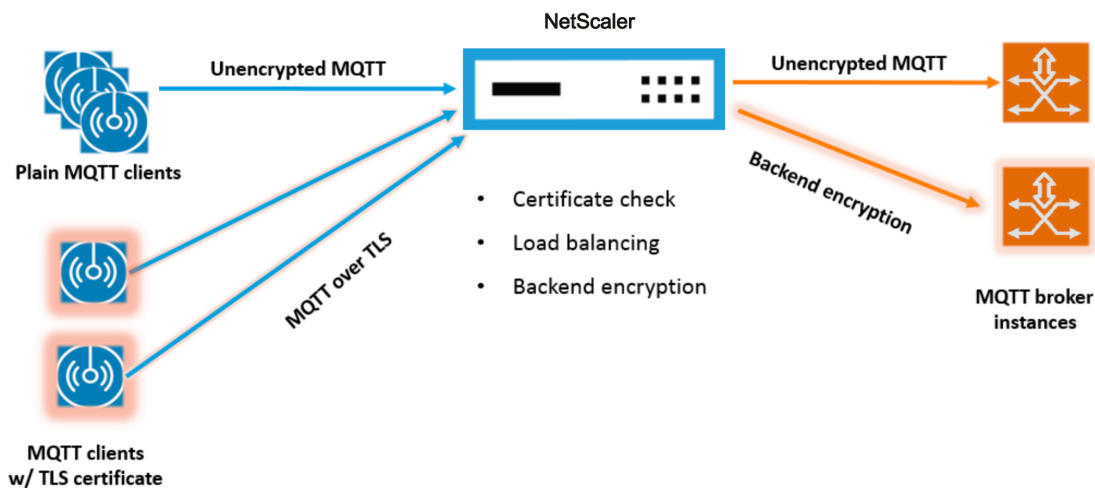 NetScaler
Unencrypted MQTT
Unencrypted MQTT
Plain MQTT clients
Backend encryption
• Certificate check
• Load balancing
• Backend encryption
MQTT over TLS
MQTT broker
instances
MQTT clients
w/ TLS certificate